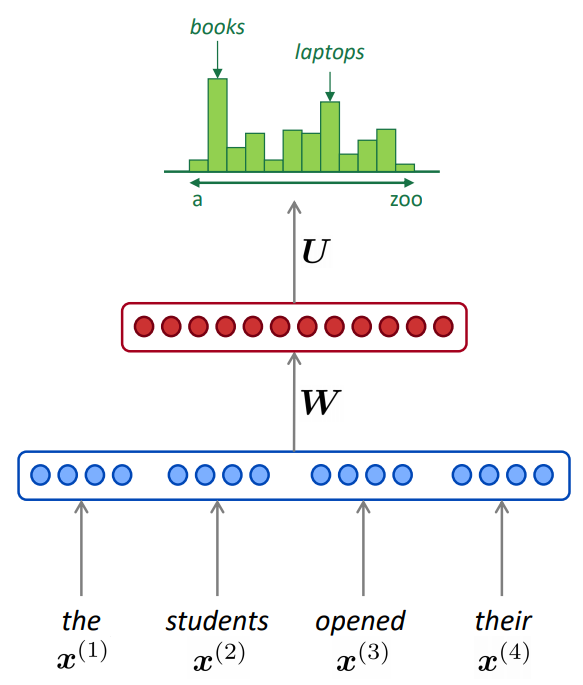 books
laptops
a zoo
U
W
the students opened their
x^(1) x^(2) x^(3) x^(4)